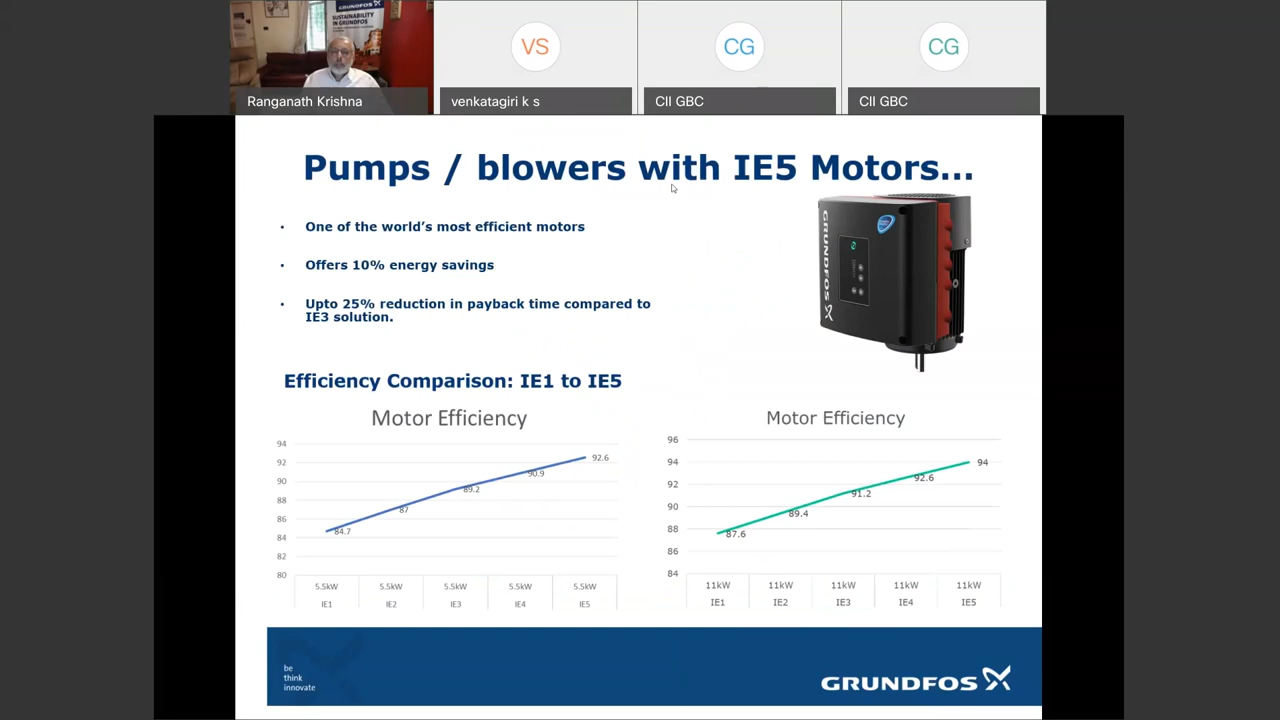 GRUNDFOS
SUSTAINABILITY
IN GRUNDFOS
Ranganath Krishna
VS
venkatagiri k s
CG
CII GBC
CG
CII GBC
Pumps / blowers with IE5 Motors...
• One of the world's most efficient motors
• Offers 10% energy savings
• Upto 25% reduction in payback time compared to
IE3 solution.
GRUNDFOS
Efficiency Comparison: IE1 to IE5
Motor Efficiency
94
92
90
88
86
84
82
80
84.7
87
89.2
90.9
92.6
5.5kW 5.5kW 5.5kW 5.5kW 5.5kW
IE1 IE2 IE3 IE4 IE5
Motor Efficiency
96
94
92
90
88
86
84
87.6
89.4
91.2
92.6
94
11kW 11kW 11kW 11kW 11kW
IE1 IE2 IE3 IE4 IE5
be
think
innovate
GRUNDFOS